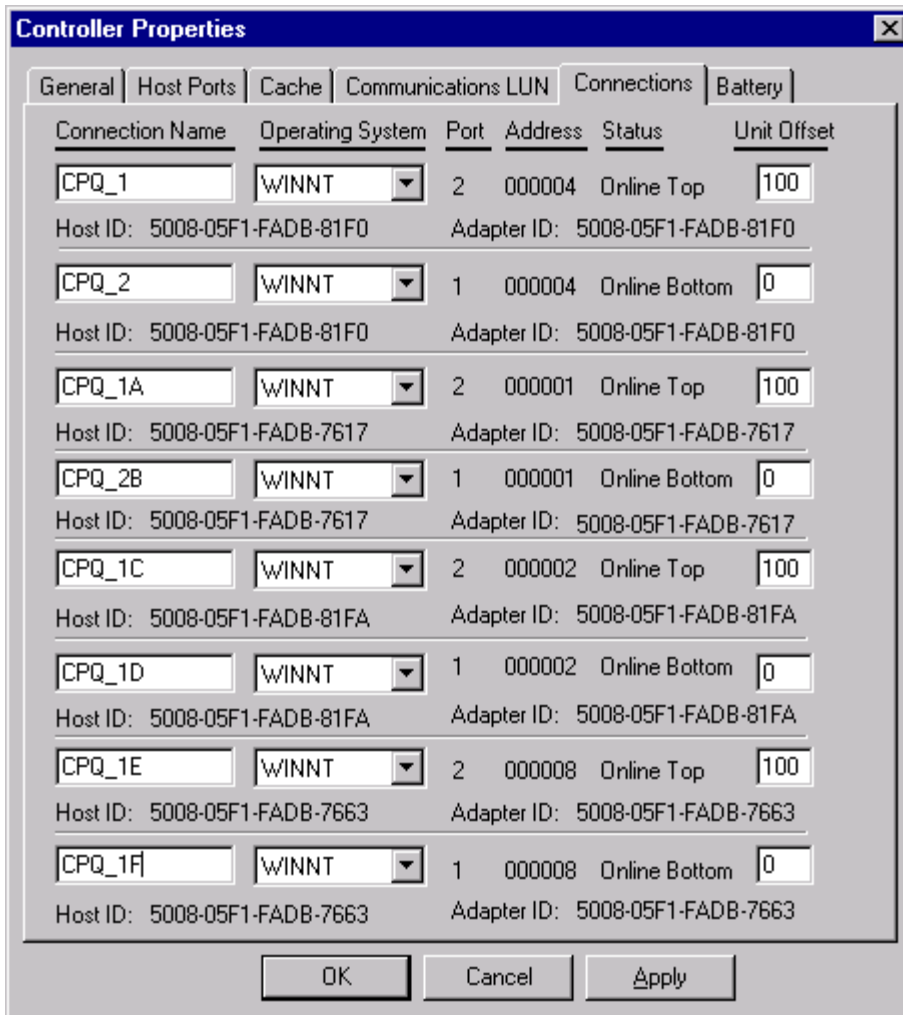 Controller Properties
General Host Ports Cache Communications LUN Connections Battery
Connection Name Operating System Port Address Status Unit Offset
CPQ_1 WINNT 2 000004 Online Top 100
Host ID: 5008-05F1-FADB-81F0 Adapter ID: 5008-05F1-FADB-81F0
CPQ_2 WINNT 1 000004 Online Bottom 0
Host ID: 5008-05F1-FADB-81F0 Adapter ID: 5008-05F1-FADB-81F0
CPQ_1A WINNT 2 000001 Online Top 100
Host ID: 5008-05F1-FADB-7617 Adapter ID: 5008-05F1-FADB-7617
CPQ_2B WINNT 1 000001 Online Bottom 0
Host ID: 5008-05F1-FADB-7617 Adapter ID: 5008-05F1-FADB-7617
CPQ_1C WINNT 2 000002 Online Top 100
Host ID: 5008-05F1-FADB-81FA Adapter ID: 5008-05F1-FADB-81FA
CPQ_1D WINNT 1 000002 Online Bottom 0
Host ID: 5008-05F1-FADB-81FA Adapter ID: 5008-05F1-FADB-81FA
CPQ_1E WINNT 2 000008 Online Top 100
Host ID: 5008-05F1-FADB-7663 Adapter ID: 5008-05F1-FADB-7663
CPQ_1F WINNT 1 000008 Online Bottom 0
Host ID: 5008-05F1-FADB-7663 Adapter ID: 5008-05F1-FADB-7663
OK Cancel Apply